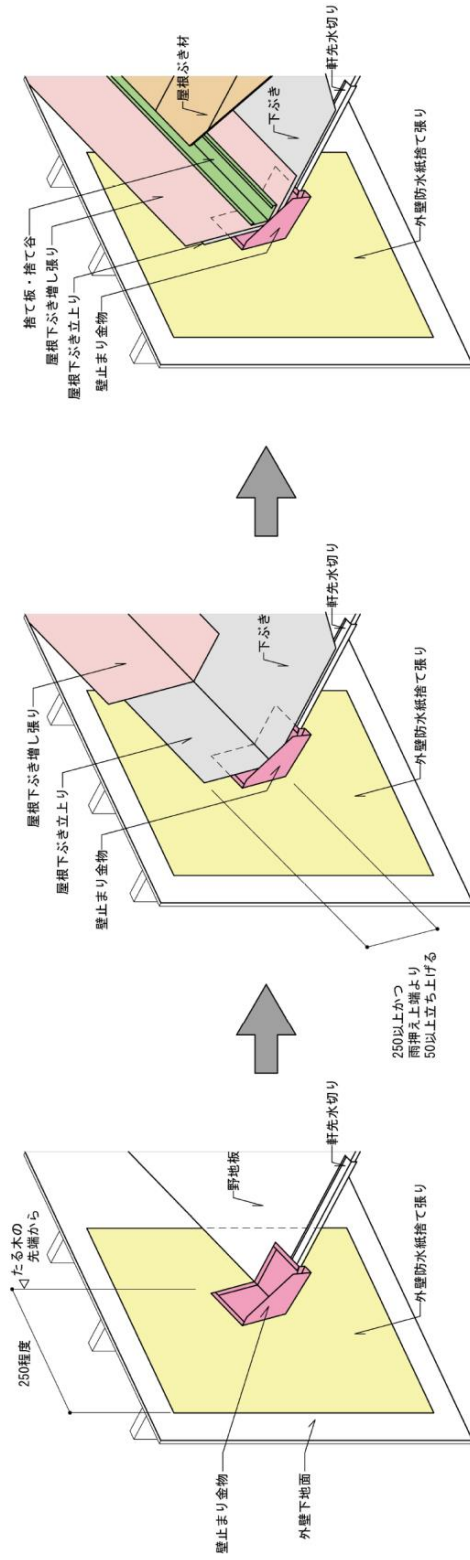 250程度
▽たる木の
先端から
壁止まり金物
外壁下地面
野地板
軒先水切り
外壁防水紙捨て張り
屋根下ぶき増し張り
屋根下ぶき立上り
壁止まり金物
下ぶき
軒先水切り
外壁防水紙捨て張り
250以上かつ
雨押え上端より
50以上立ち上げる
捨て板・捨て谷
屋根下ぶき増し張り
屋根下ぶき立上り
壁止まり金物
屋根ぶき材
下ぶき
軒先水切り
外壁防水紙捨て張り